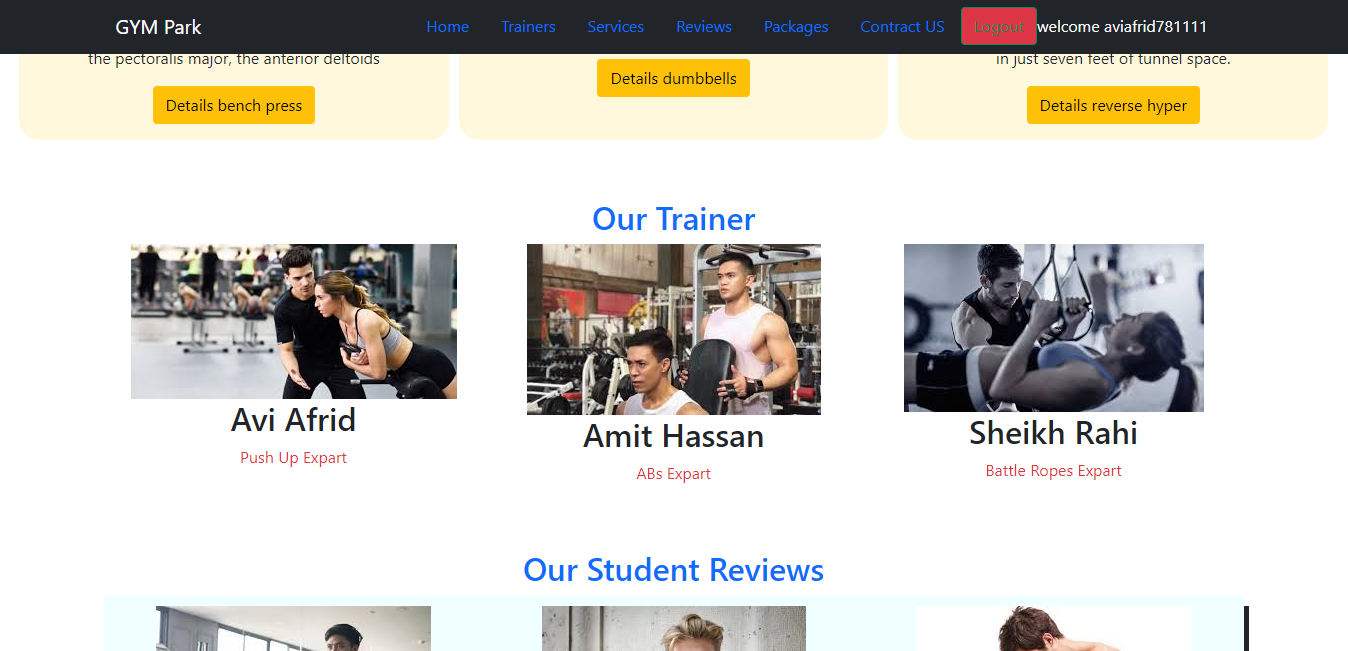 GYM Park
Home Trainers Services Reviews Packages Contract US Logout welcome aviafrid781111
the pectoralis major, the anterior deltoids
in just seven feet of tunnel space.
Details bench press
Details dumbbells
Details reverse hyper
Our Trainer
Avi Afrid
Push Up Expart
Amit Hassan
ABs Expart
Sheikh Rahi
Battle Ropes Expart
Our Student Reviews